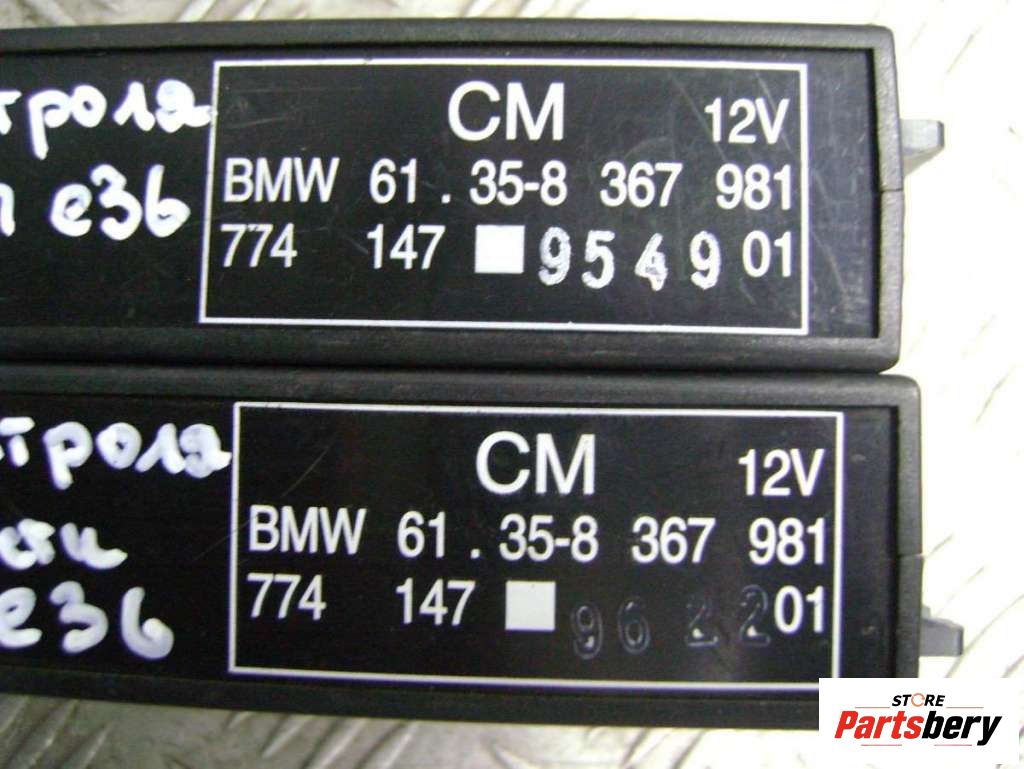 троля
e36
CM 12V
BMW 61 . 35-8 367 981
774 147 9549 01
троля
e36
CM 12V
BMW 61 . 35-8 367 981
774 147 9622 01
STORE
Partsbery